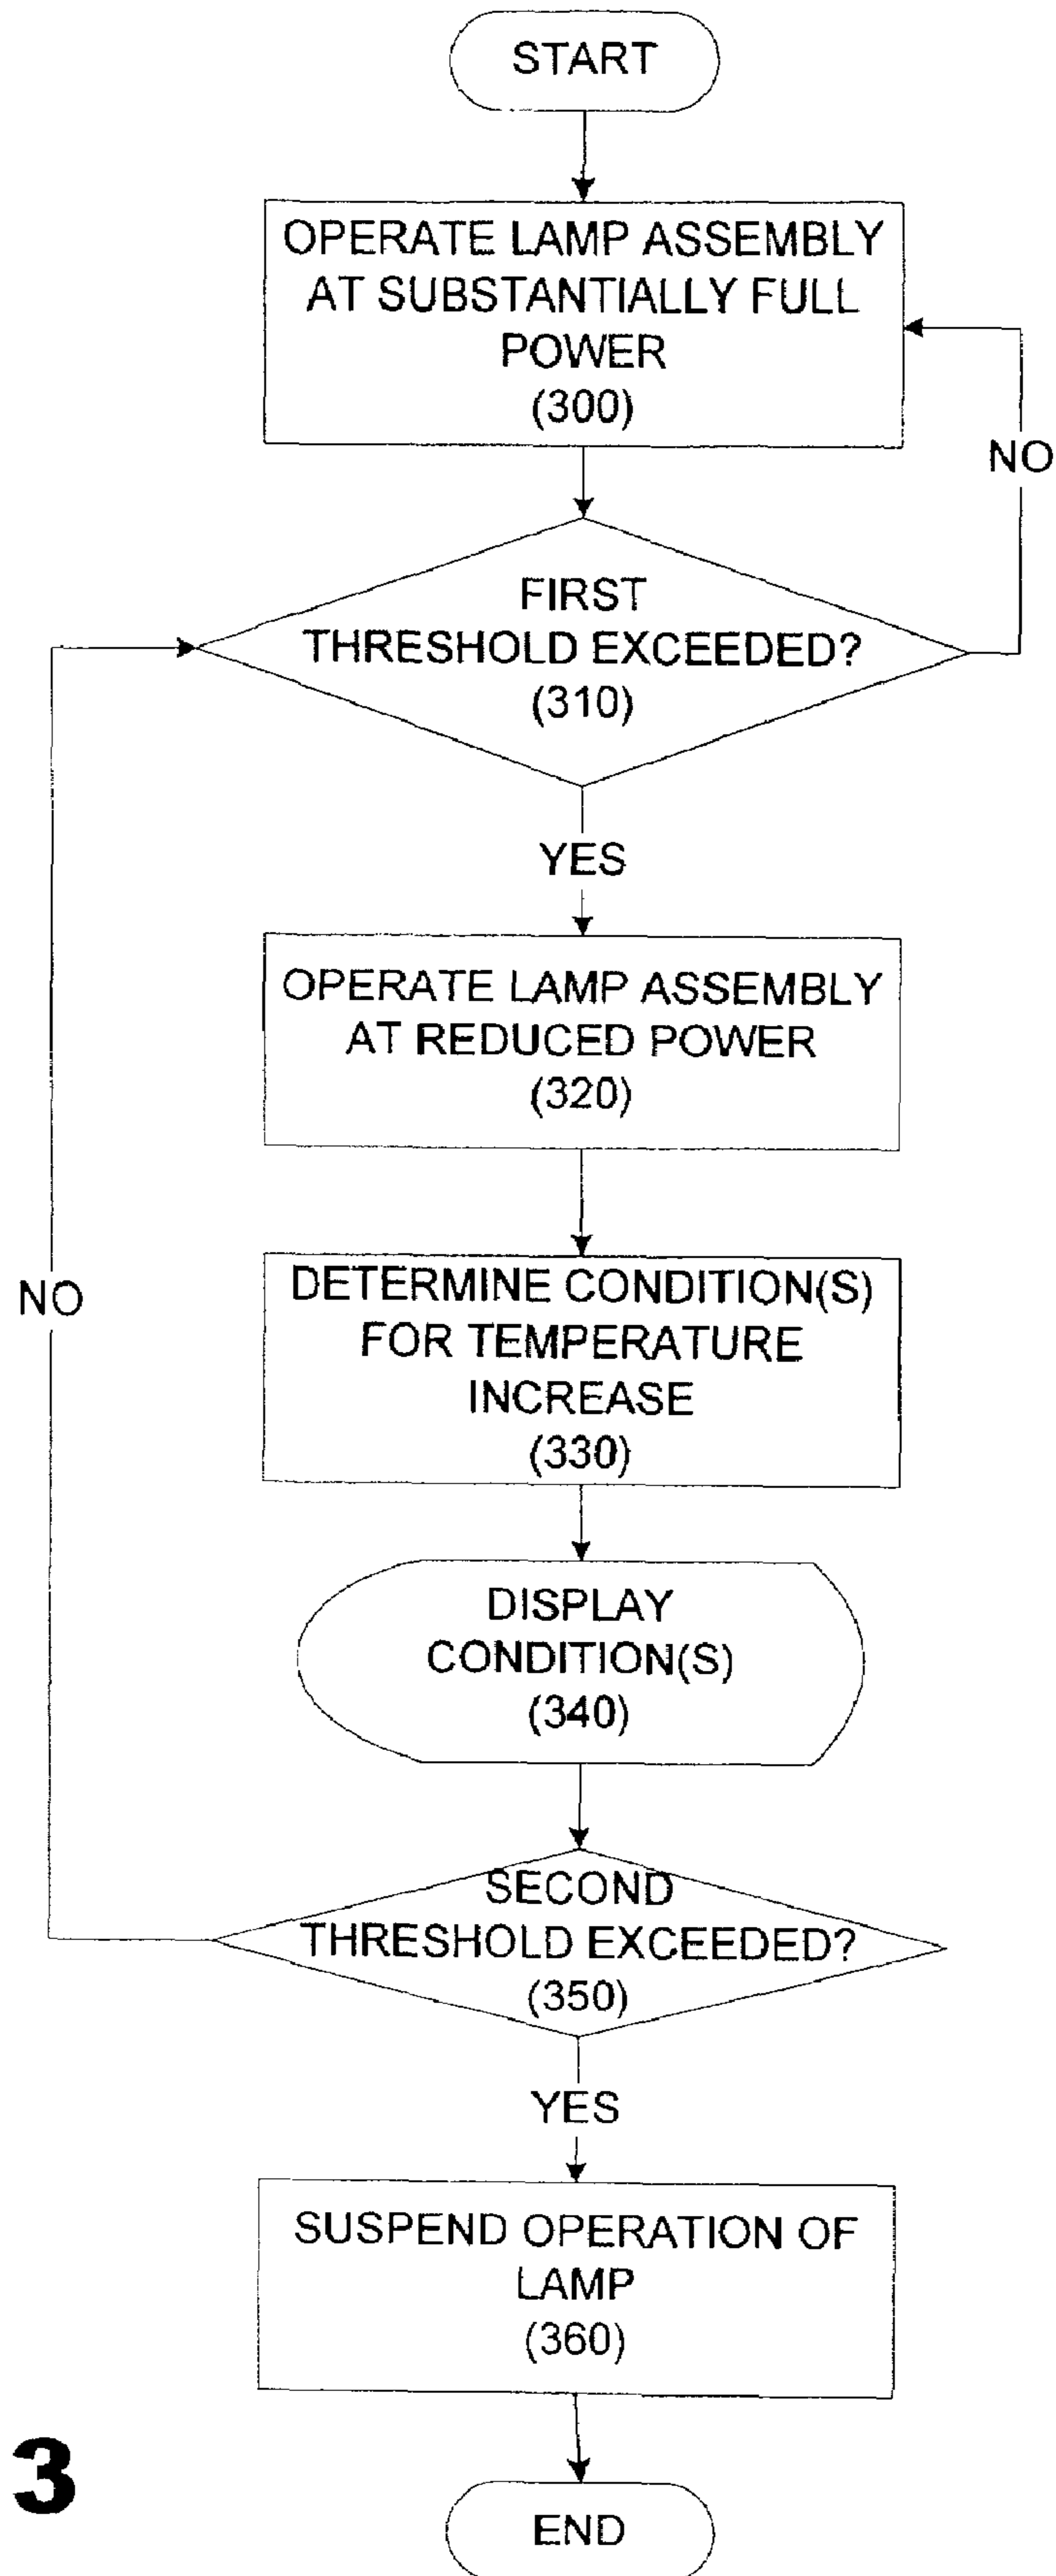 START
OPERATE LAMP ASSEMBLY
AT SUBSTANTIALLY FULL
POWER
(300)
NO
FIRST
THRESHOLD EXCEEDED?
(310)
YES
OPERATE LAMP ASSEMBLY
AT REDUCED POWER
(320)
DETERMINE CONDITION(S)
FOR TEMPERATURE
INCREASE
(330)
NO
DISPLAY
CONDITION(S)
(340)
SECOND
THRESHOLD EXCEEDED?
(350)
YES
SUSPEND OPERATION OF
LAMP
(360)
3
END